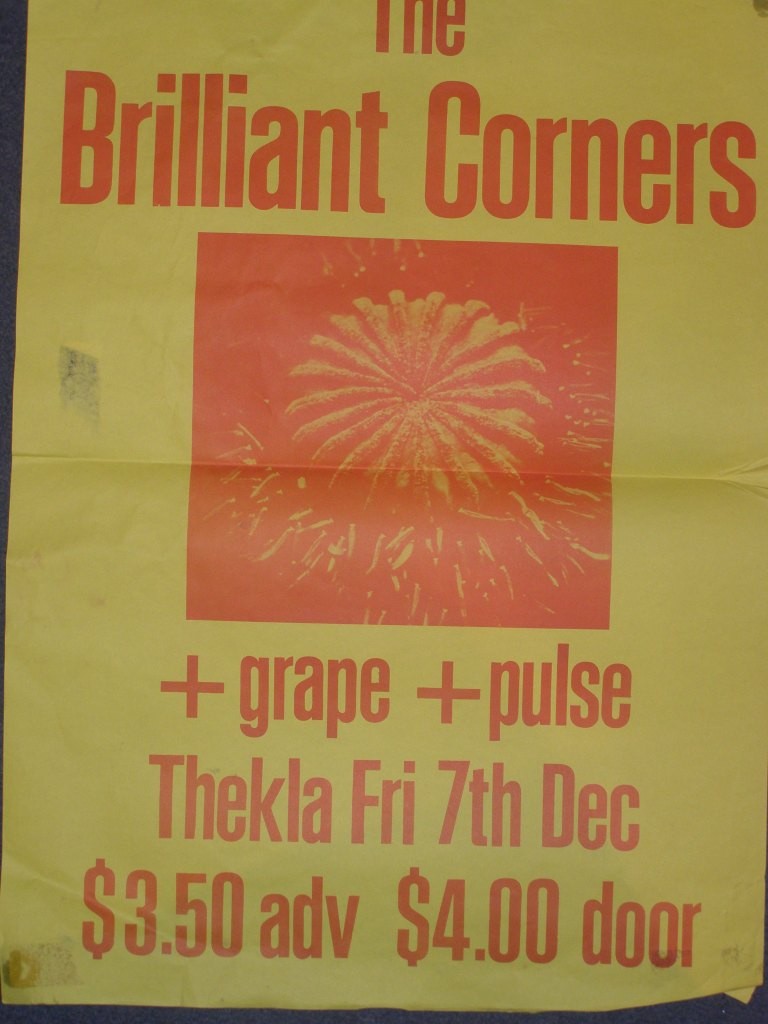 The
Brilliant Corners
+ grape + pulse
Thekla Fri 7th Dec
$3.50 adv $4.00 door